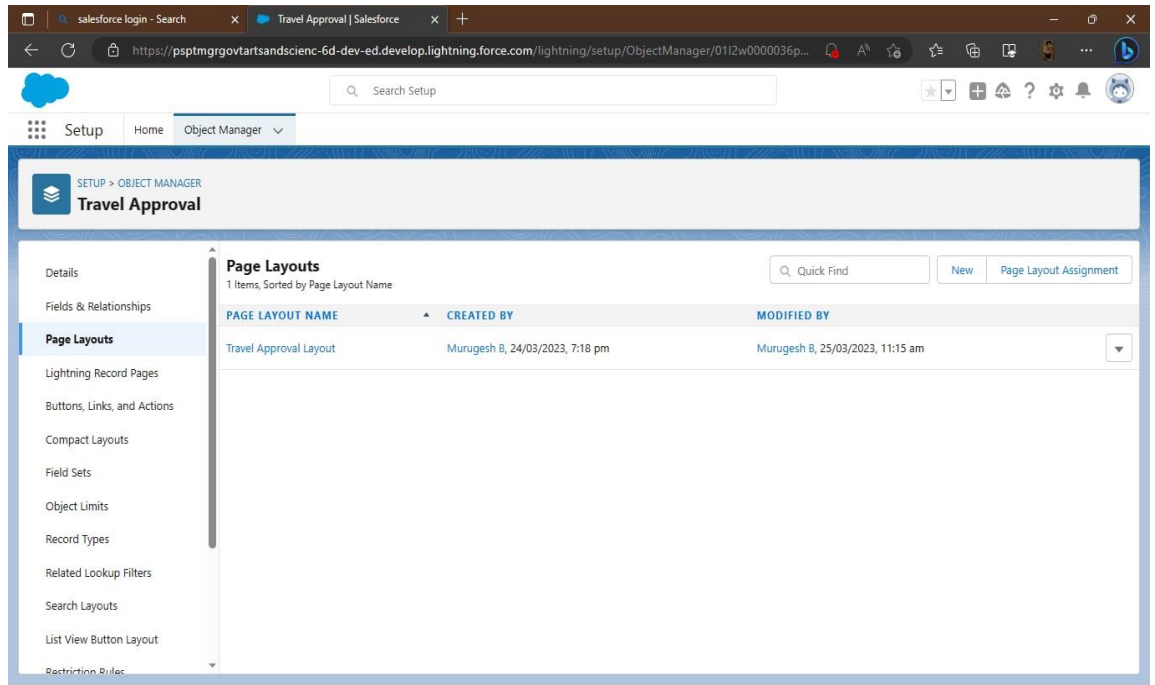 salesforce login - Search
Travel Approval | Salesforce
https://psptmgrgovtartsandscienc-6d-dev-ed.develop.lightning.force.com/lightning/setup/ObjectManager/01I2w0000036p...
Search Setup
Setup
Home
Object Manager
SETUP > OBJECT MANAGER
Travel Approval
Details
Fields & Relationships
Page Layouts
Lightning Record Pages
Buttons, Links, and Actions
Compact Layouts
Field Sets
Object Limits
Record Types
Related Lookup Filters
Search Layouts
List View Button Layout
Restriction Rules
Page Layouts
1 Items, Sorted by Page Layout Name
Quick Find
New
Page Layout Assignment
PAGE LAYOUT NAME CREATED BY MODIFIED BY
Travel Approval Layout Murugesh B, 24/03/2023, 7:18 pm Murugesh B, 25/03/2023, 11:15 am